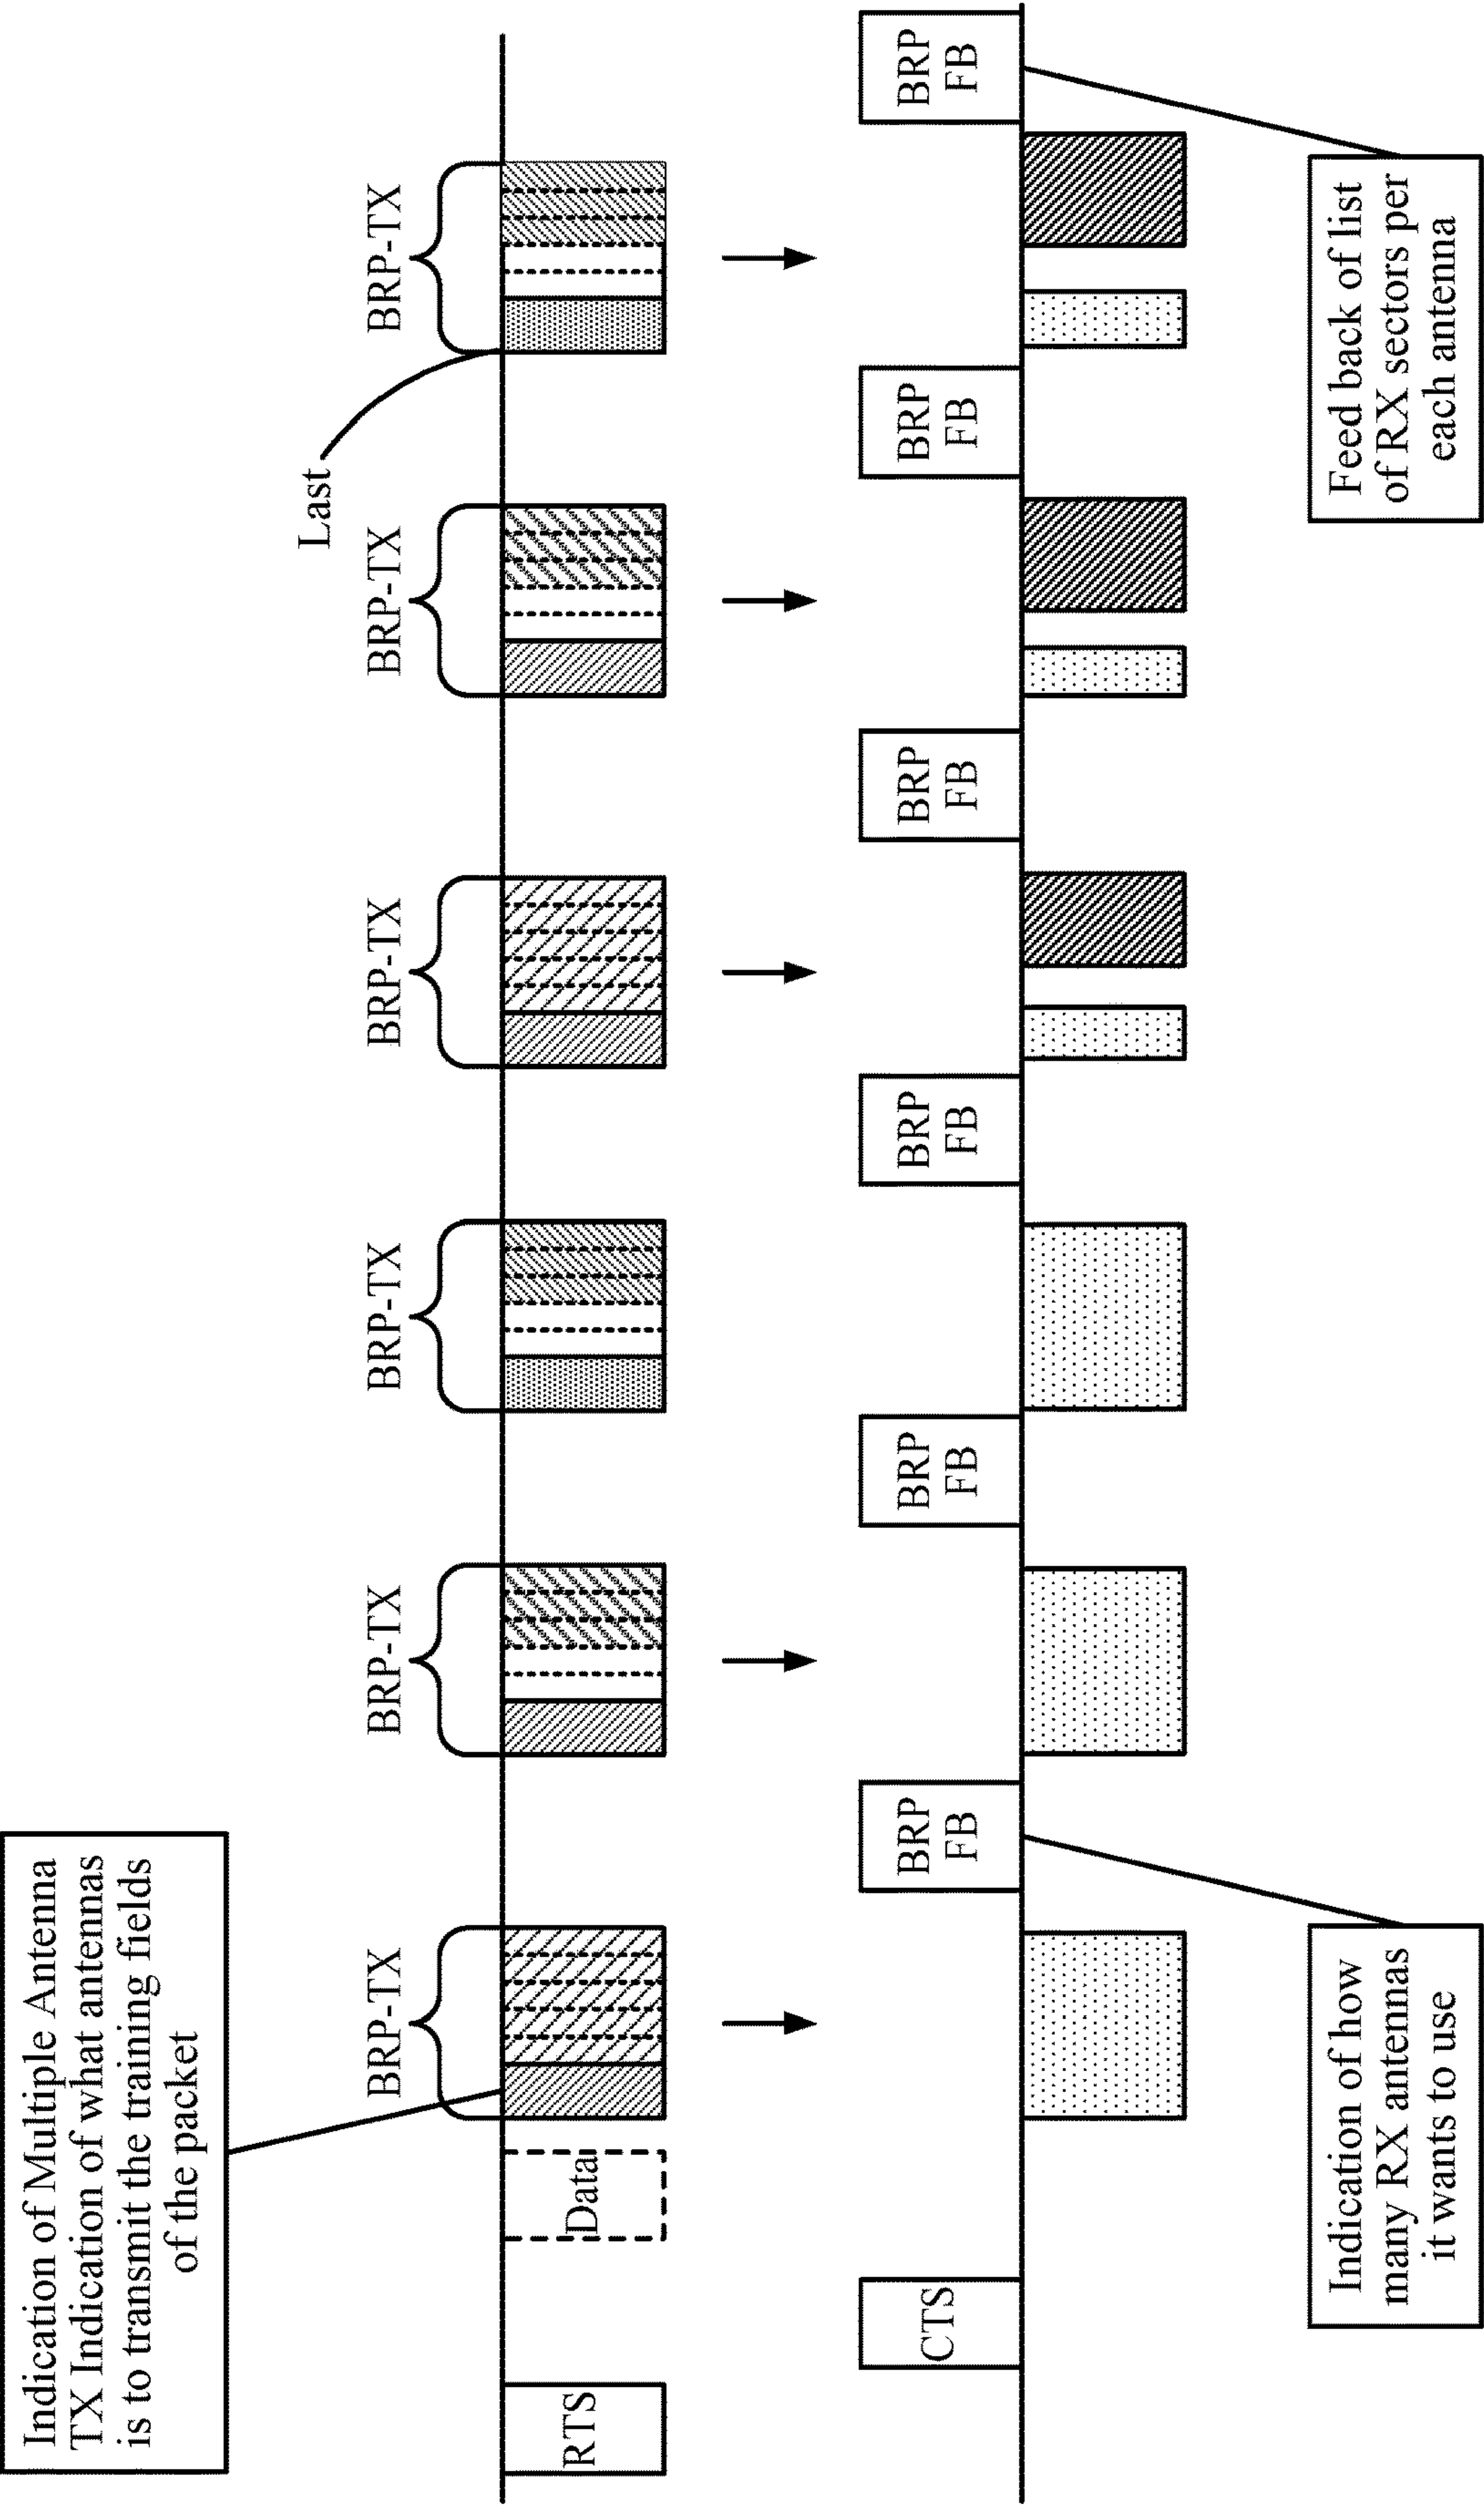 Indication of Multiple Antenna
TX Indication of what antennas
is to transmit the training fields
of the packet
Last
BRP-TX
BRP-TX
BRP-TX
BRP-TX
BRP-TX
BRP-TX
RTS
Data
CTS
BRP
FB
BRP
FB
BRP
FB
BRP
FB
BRP
FB
BRP
FB
Indication of how
many RX antennas
it wants to use
Feed back of list
of RX sectors per
each antenna